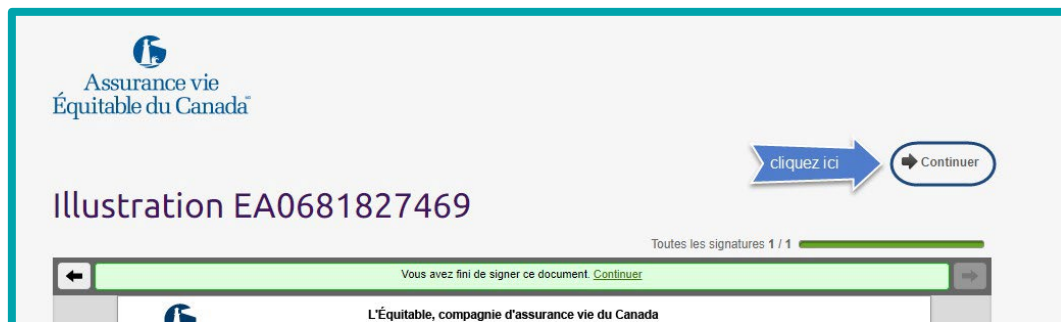 Assurance vie
Équitable du Canada
cliquez ici
Continuer
Illustration EA0681827469
Toutes les signatures 1 / 1
Vous avez fini de signer ce document. Continuer
L'Équitable, compagnie d'assurance vie du Canada